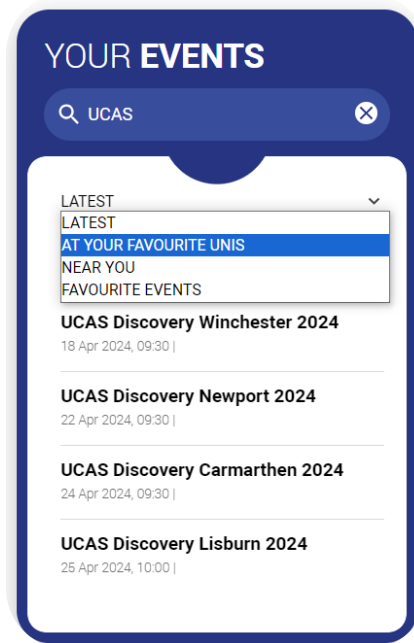 YOUR EVENTS
UCAS
LATEST
LATEST
AT YOUR FAVOURITE UNIS
NEAR YOU
FAVOURITE EVENTS
UCAS Discovery Winchester 2024
18 Apr 2024, 09:30 |
UCAS Discovery Newport 2024
22 Apr 2024, 09:30 |
UCAS Discovery Carmarthen 2024
24 Apr 2024, 09:30 |
UCAS Discovery Lisburn 2024
25 Apr 2024, 10:00 |